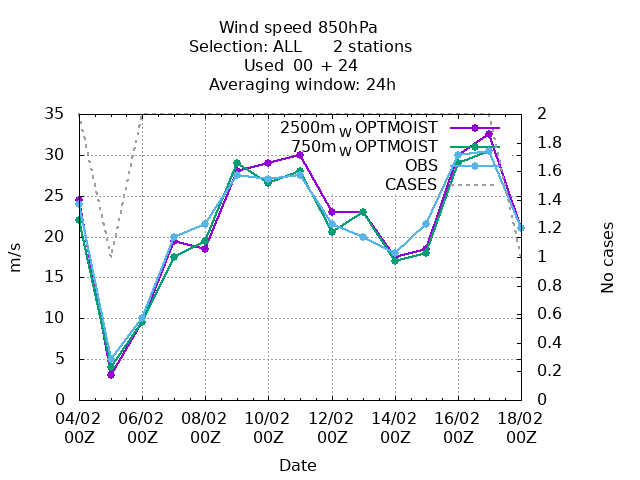 Wind speed 850hPa
Selection: ALL      2 stations
Used  00 + 24
Averaging window: 24h
2500m W OPTMOIST
750m W OPTMOIST
OBS
CASES
35
30
25
20
15
10
5
0
m/s
2
1.8
1.6
1.4
1.2
1
0.8
0.6
0.4
0.2
0
No cases
04/02 06/02 08/02 10/02 12/02 14/02 16/02 18/02
00Z 00Z 00Z 00Z 00Z 00Z 00Z 00Z
Date